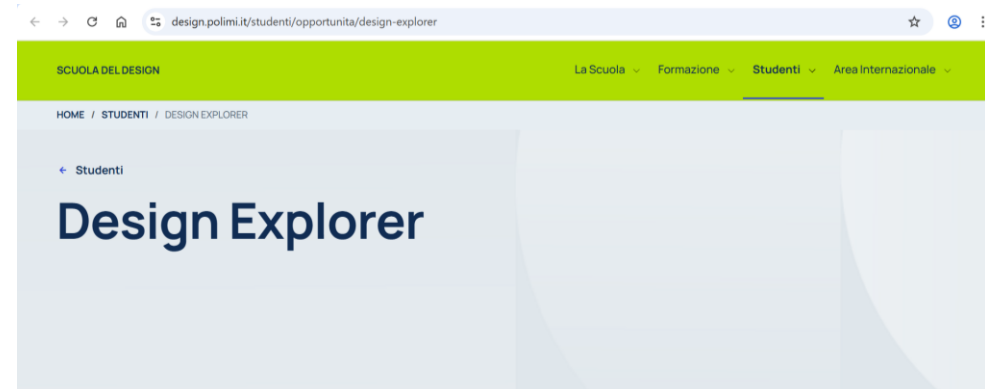 design.polimi.it/studenti/opportunita/design-explorer
SCUOLA DEL DESIGN
La Scuola Formazione Studenti Area Internazionale
HOME / STUDENTI / DESIGN EXPLORER
← Studenti
Design Explorer